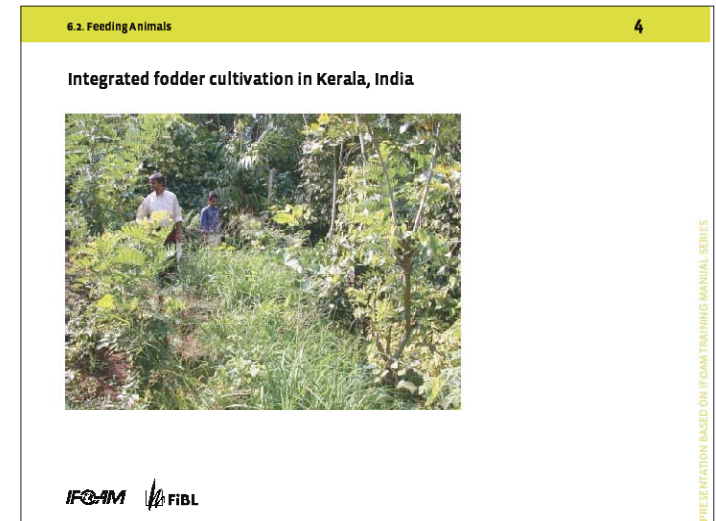 6.2. Feeding Animals
4
Integrated fodder cultivation in Kerala, India
PRESENTATION BASED ON IFOAM TRAINING MANUAL SERIES
IFOAM
FiBL